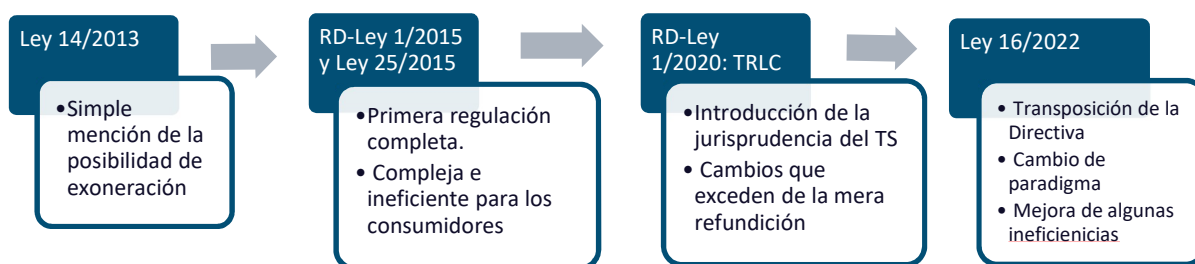 Ley 14/2013
•Simple
mención de la
posibilidad de
exoneración
RD-Ley 1/2015
y Ley 25/2015
•Primera regulación
completa.
• Compleja e
ineficiente para los
consumidores
RD-Ley
1/2020: TRLC
•Introducción de la
jurisprudencia del TS
• Cambios que
exceden de la mera
refundición
Ley 16/2022
• Transposición de la
Directiva
• Cambio de
paradigma
• Mejora de algunas
ineficienicias